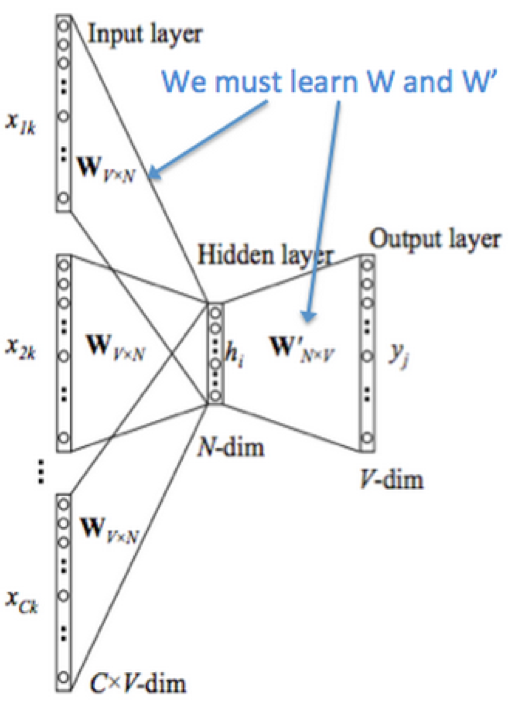 Input layer
We must learn W and W’
x1k
WV×N
Hidden layer
Output layer
x2k
WV×N
hi
W'N×V
yj
N-dim
V-dim
WV×N
xCk
C×V-dim